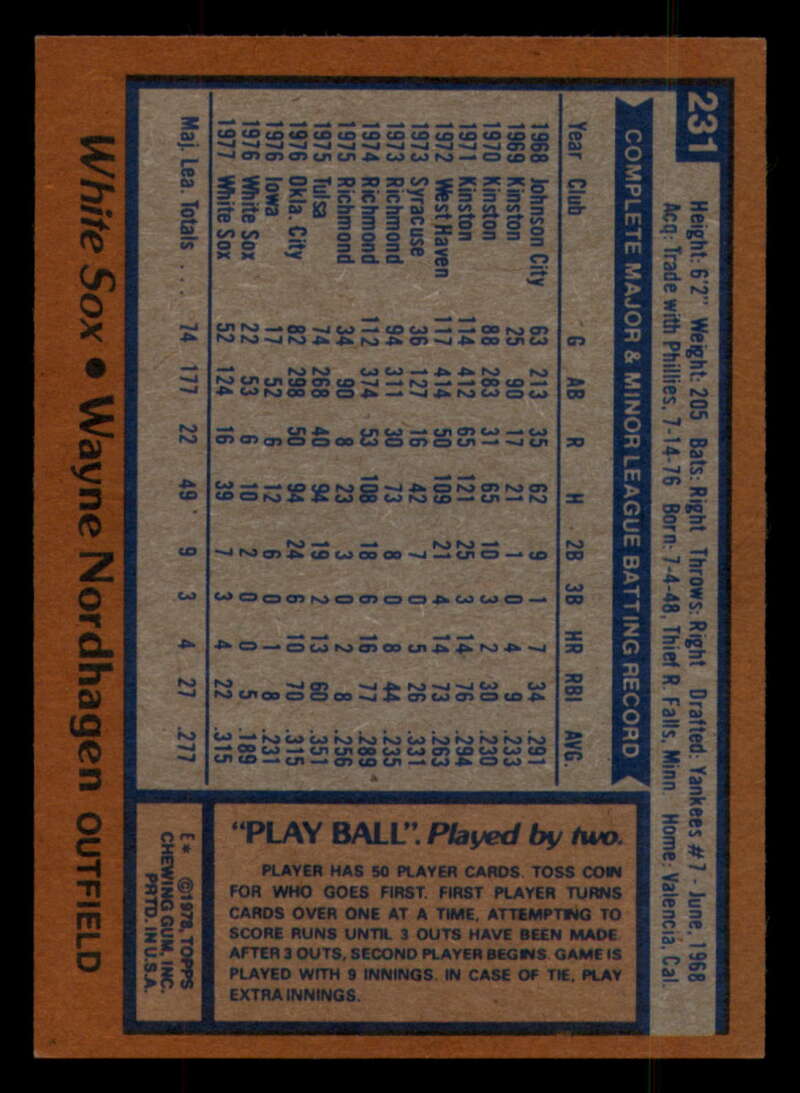 231
Height: 6'2" Weight: 205 Bats: Right Throws: Right Drafted: Yankees #7 - June, 1968
Acq: Trade with Phillies, 7-14-76 Born: 7-4-48, Thief R. Falls, Minn. Home: Valencia, Cal.
COMPLETE MAJOR & MINOR LEAGUE BATTING RECORD
Year Club G AB R H 2B 3B HR RBI AVG.
1968 Johnson City 63 213 35 62 9 1 7 34 .291
1969 Kinston 25 90 17 21 1 0 4 9 .233
1970 Kinston 88 283 31 65 10 3 2 30 .230
1971 Kinston 114 412 65 121 25 3 14 76 .294
1972 West Haven 117 414 50 109 21 4 14 73 .263
1973 Syracuse 36 127 16 42 7 0 5 26 .331
1973 Richmond 94 311 30 73 8 0 8 44 .235
1974 Richmond 112 374 53 108 18 6 16 77 .289
1975 Richmond 34 90 8 23 3 0 2 8 .256
1975 Tulsa 74 268 40 94 19 2 13 60 .351
1976 Okla. City 82 298 50 94 24 6 10 70 .315
1976 Iowa 17 52 6 12 6 0 1 8 .231
1976 White Sox 22 53 6 10 2 0 0 5 .189
1977 White Sox 52 124 16 39 7 3 4 22 .315
Maj. Lea. Totals . . . 74 177 22 49 9 3 4 27 .277
White Sox • Wayne Nordhagen OUTFIELD
"PLAY BALL". Played by two.
PLAYER HAS 50 PLAYER CARDS. TOSS COIN
FOR WHO GOES FIRST. FIRST PLAYER TURNS
CARDS OVER ONE AT A TIME, ATTEMPTING TO
SCORE RUNS UNTIL 3 OUTS HAVE BEEN MADE.
AFTER 3 OUTS, SECOND PLAYER BEGINS. GAME IS
PLAYED WITH 9 INNINGS. IN CASE OF TIE, PLAY
EXTRA INNINGS.
E* ©1978, TOPPS
CHEWING GUM, INC.
PRTD. IN U.S.A.